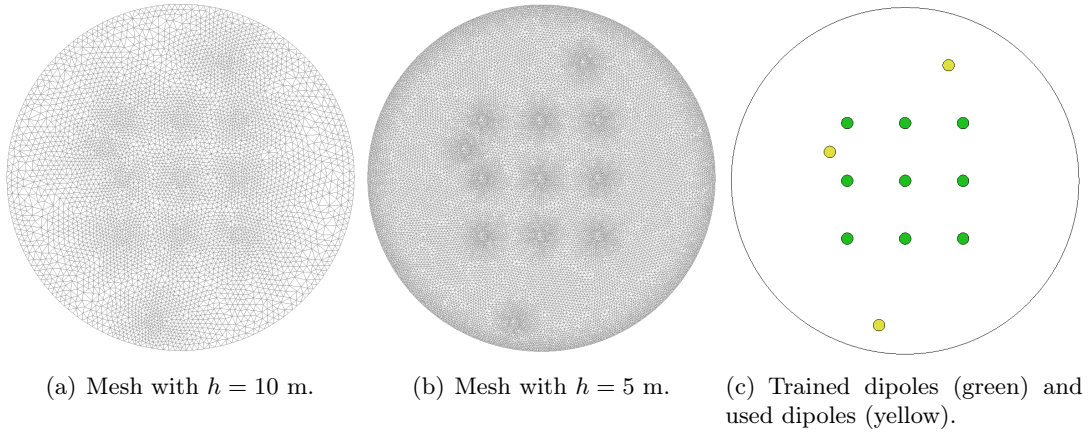 (a) Mesh with h = 10 m.
(b) Mesh with h = 5 m.
(c) Trained dipoles (green) and
used dipoles (yellow).